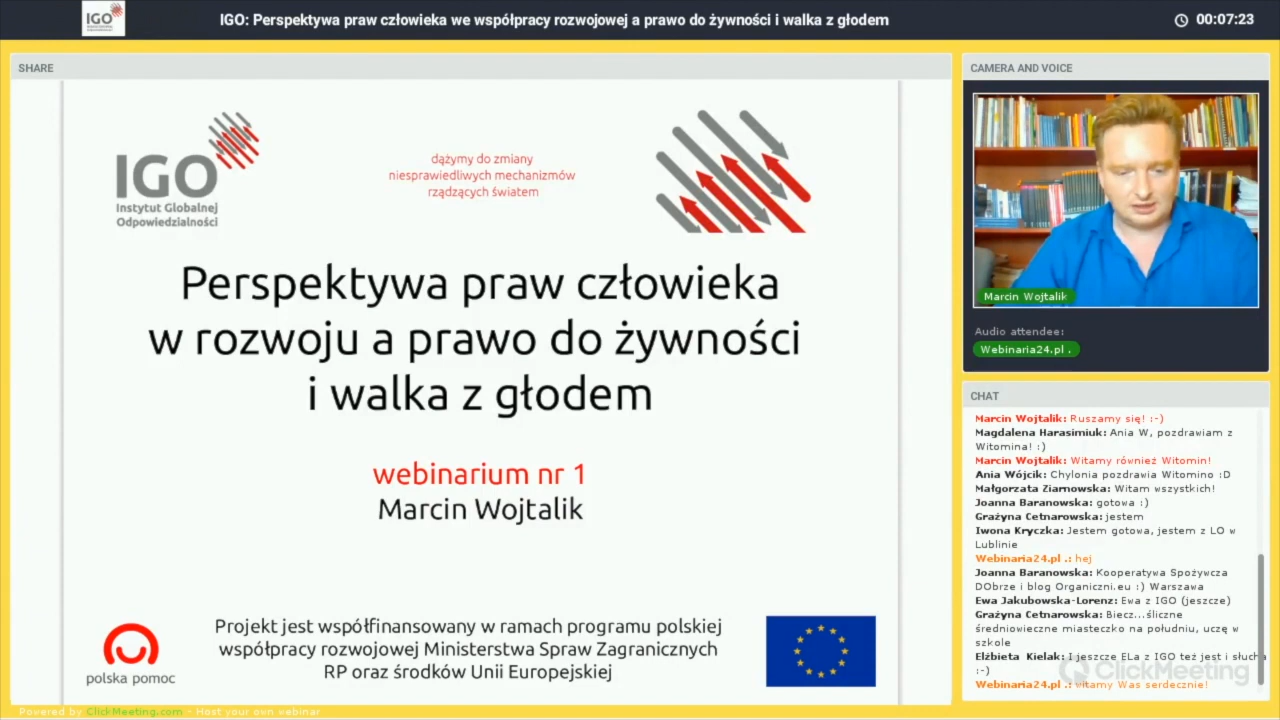 IGO
IGO: Perspektywa praw człowieka we współpracy rozwojowej a prawo do żywności i walka z głodem
00:07:23
SHARE
IGO
Instytut Globalnej
Odpowiedzialności
dążymy do zmiany
niesprawiedliwych mechanizmów
rządzących światem
Perspektywa praw człowieka
w rozwoju a prawo do żywności
i walka z głodem
webinarium nr 1
Marcin Wojtalik
polska pomoc
Projekt jest współfinansowany w ramach programu polskiej
współpracy rozwojowej Ministerstwa Spraw Zagranicznych
RP oraz środków Unii Europejskiej
CAMERA AND VOICE
Marcin Wojtalik
Audio attendee:
Webinaria24.pl .
CHAT
Marcin Wojtalik: Ruszamy się! :-)
Magdalena Harasimiuk: Ania W, pozdrawiam z
Witomina! :)
Marcin Wojtalik: Witamy również Witomin!
Ania Wójcik: Chylonia pozdrawia Witomino :D
Małgorzata Ziarnowska: Witam wszystkich!
Joanna Baranowska: gotowa :)
Grażyna Cetnarowska: jestem
Iwona Kryczka: Jestem gotowa, jestem z LO w
Lublinie
Webinaria24.pl .: hej
Joanna Baranowska: Kooperatywa Spożywcza
DObrze i blog Organiczni.eu :) Warszawa
Ewa Jakubowska-Lorenz: Ewa z IGO (jeszcze)
Grażyna Cetnarowska: Biecz...śliczne
średniowieczne miasteczko na południu, uczę w
szkole
Elżbieta Kielak: I jeszcze ELa z IGO też jest i słucha
:-)
Webinaria24.pl .: witamy Was serdecznie!
ClickMeeting
Powered by ClickMeeting.com - Host your own webinar